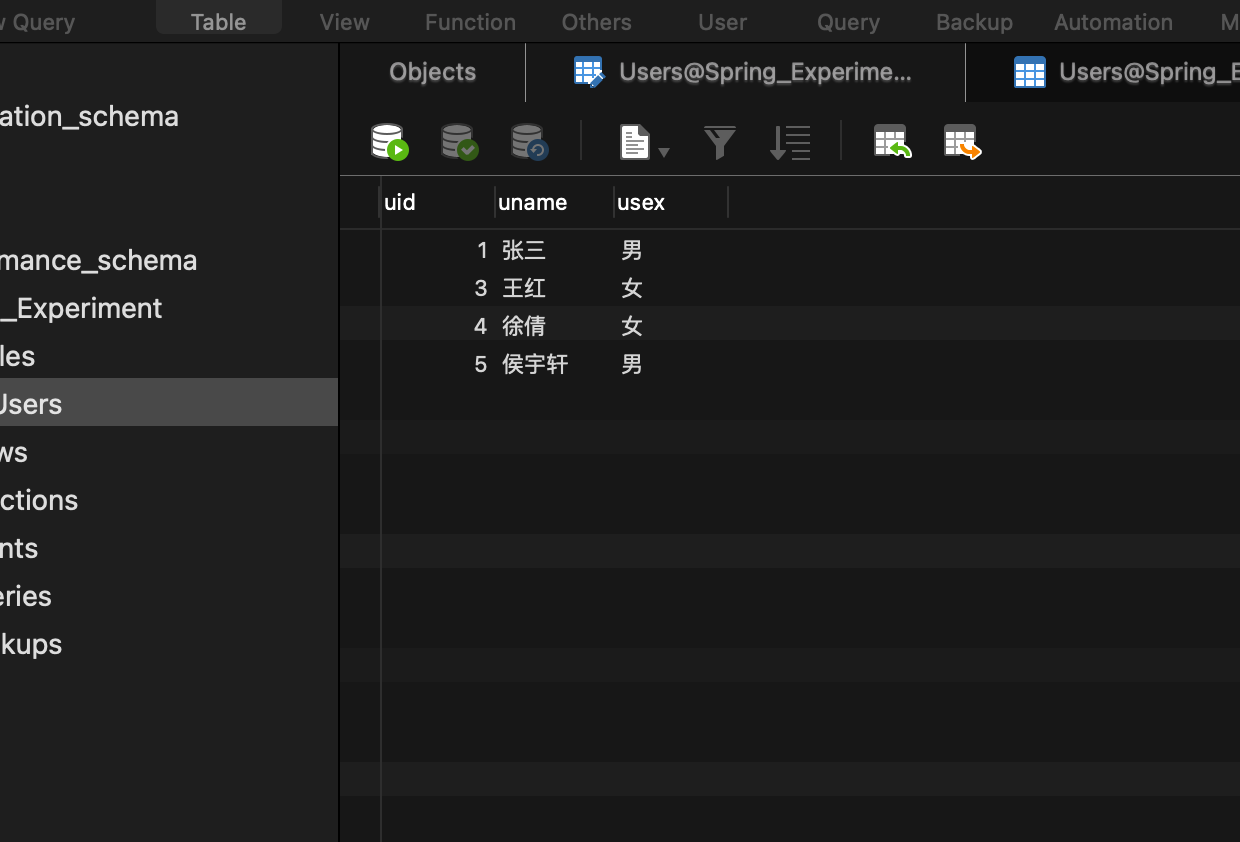 Query Table View Function Others User Query Backup Automation
Objects Users@Spring_Experime... Users@Spring_E
ation_schema
mance_schema
_Experiment
les
Users
ws
ctions
nts
eries
kups
uid uname usex
1 张三 男
3 王红 女
4 徐倩 女
5 侯宇轩 男